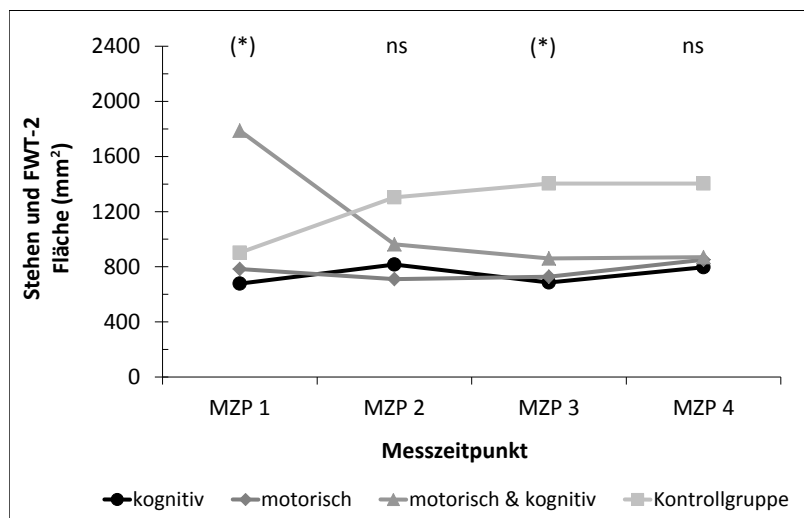 (*) ns (*) ns
2400
2000
1600
1200
800
400
0
Stehen und FWT-2
Fläche (mm²)
MZP 1 MZP 2 MZP 3 MZP 4
Messzeitpunkt
kognitiv motorisch motorisch & kognitiv Kontrollgruppe